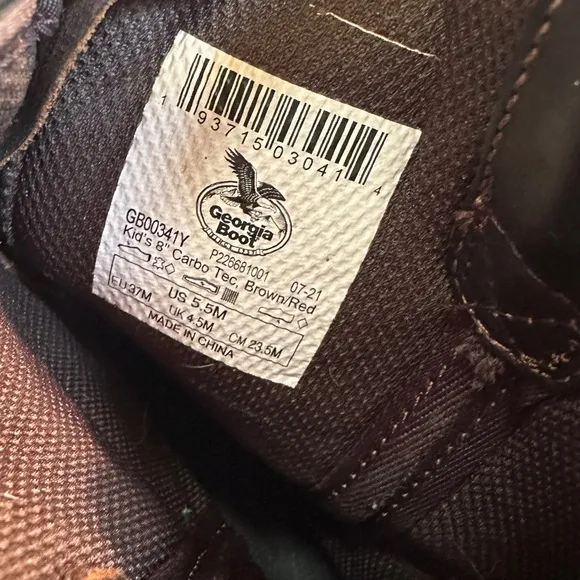 1 93715 03041 4
Georgia
Boot
GB00341Y P226681001 07-21
Kid's 8" Carbo Tec, Brown/Red
EU 37M US 5.5M UK 4.5M CM 23.5M
MADE IN CHINA